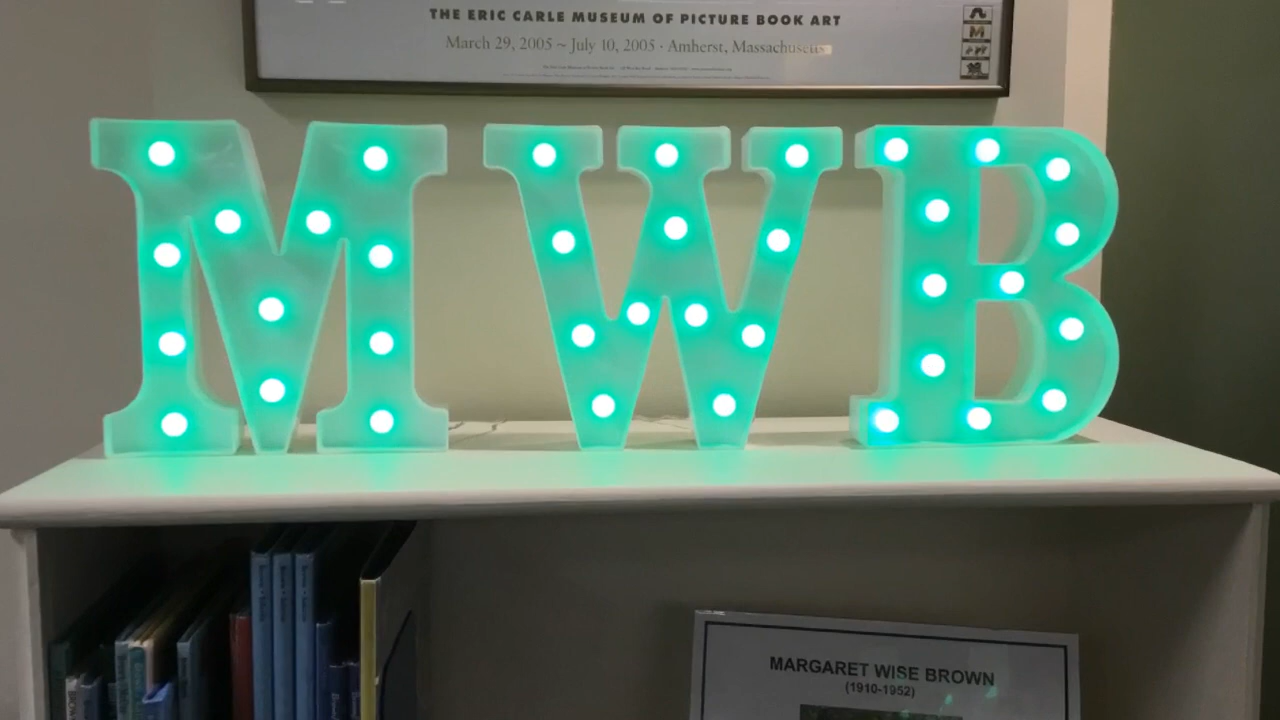 THE ERIC CARLE MUSEUM OF PICTURE BOOK ART
March 29, 2005 ~ July 10, 2005 · Amherst, Massachusetts
MWB
MARGARET WISE BROWN
(1910-1952)